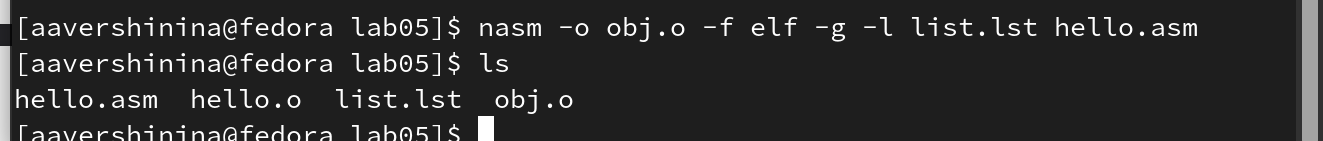 [aavershinina@fedora lab05]$ nasm -o obj.o -f elf -g -l list.lst hello.asm
[aavershinina@fedora lab05]$ ls
hello.asm  hello.o  list.lst  obj.o
[aavershinina@fedora lab05]$